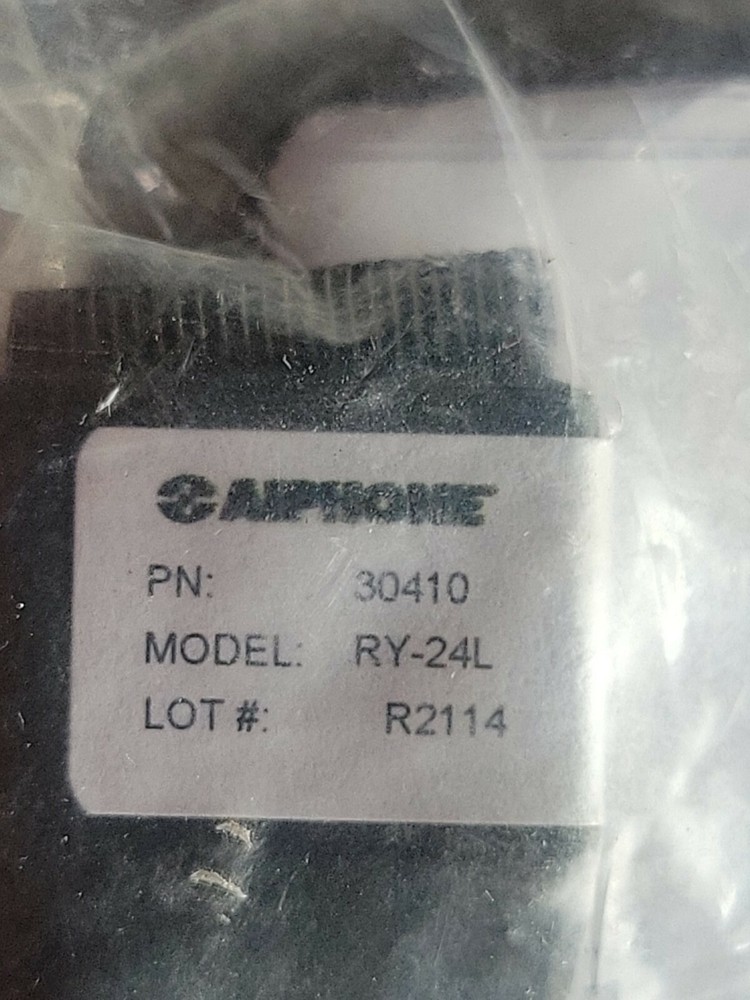 AIPHONE
PN: 30410
MODEL: RY-24L
LOT #: R2114